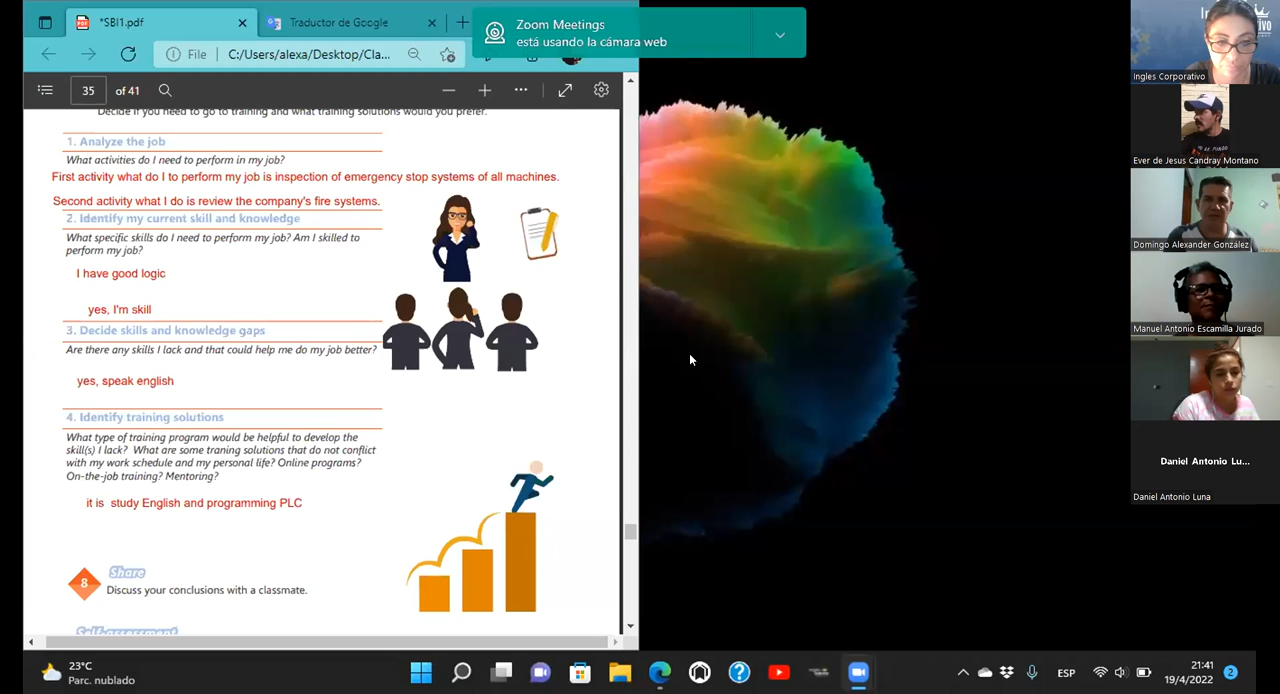 *SBI1.pdf
Traductor de Google
Zoom Meetings
está usando la cámara web
File
C:/Users/alexa/Desktop/Cla...
35 of 41
Decide if you need to go to training and what training solutions would you prefer.
1. Analyze the job
What activities do I need to perform in my job?
First activity what do I to perform my job is inspection of emergency stop systems of all machines.
Second activity what I do is review the company's fire systems.
2. Identify my current skill and knowledge
What specific skills do I need to perform my job? Am I skilled to
perform my job?
I have good logic
yes, I'm skill
3. Decide skills and knowledge gaps
Are there any skills I lack and that could help me do my job better?
yes, speak english
4. Identify training solutions
What type of training program would be helpful to develop the
skill(s) I lack? What are some traning solutions that do not conflict
with my work schedule and my personal life? Online programs?
On-the-job training? Mentoring?
it is study English and programming PLC
8
Share
Discuss your conclusions with a classmate.
Self-assessment
Ingles Corporativo
Ever de Jesus Candray Montano
Domingo Alexander González
Manuel Antonio Escamilla Jurado
Daniel Antonio Lu...
Daniel Antonio Luna
23°C
Parc. nublado
ESP
21:41
19/4/2022
2